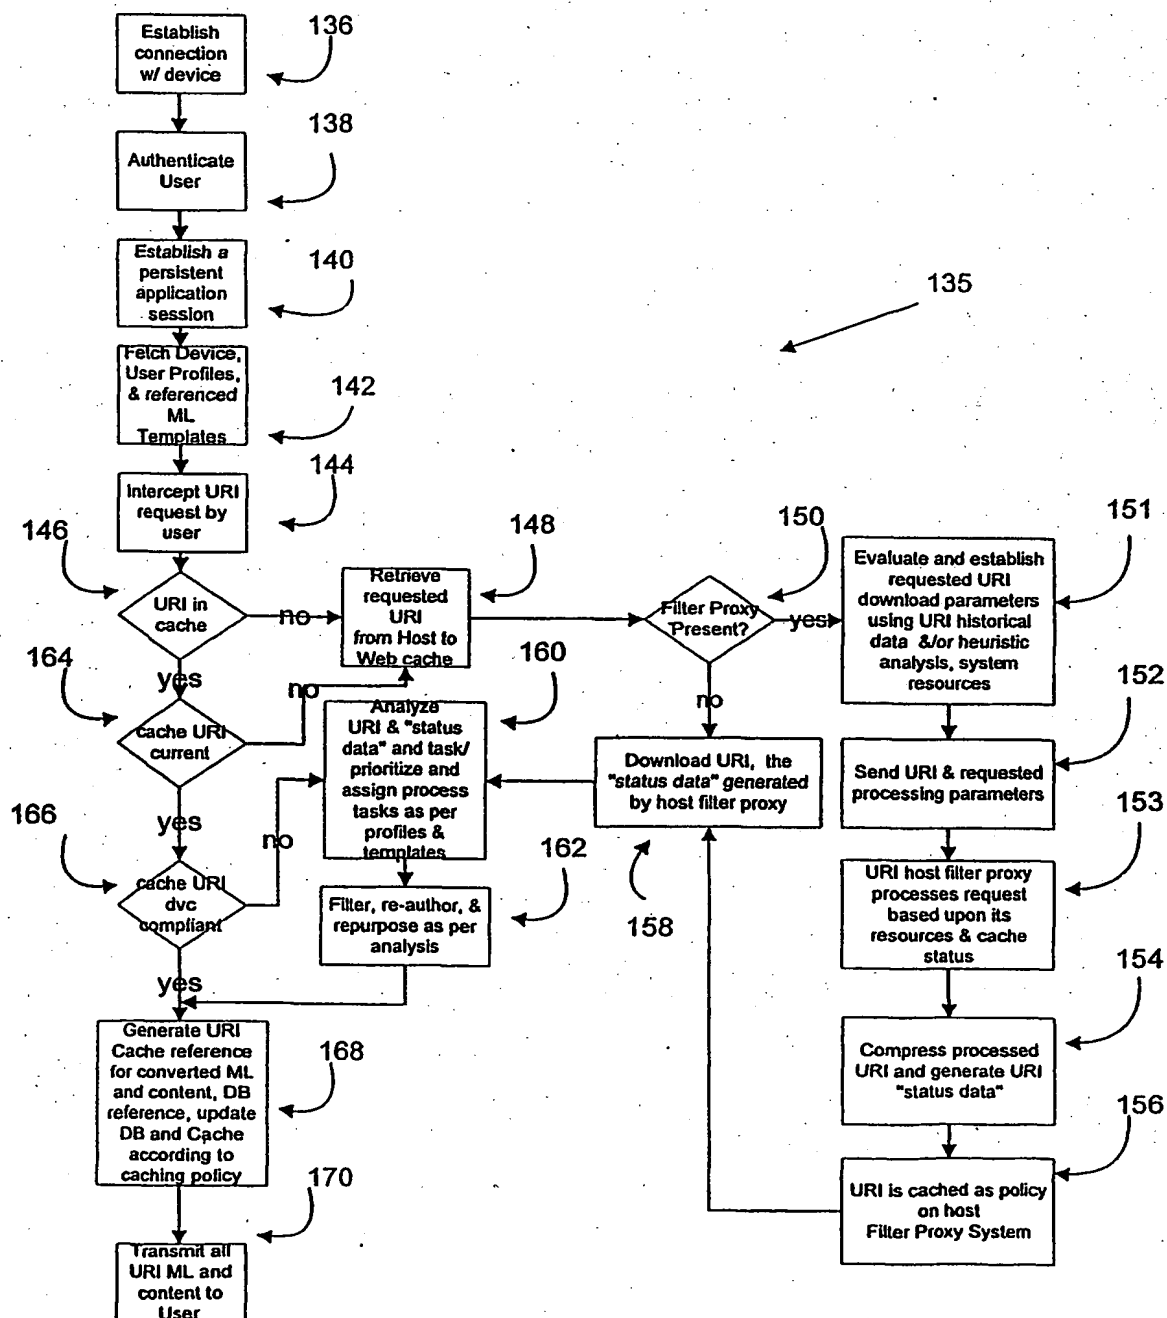 Establish
connection
w/ device
136
Authenticate
User
138
Establish a
persistent
application
session
140
135
Fetch Device,
User Profiles,
& referenced
ML
Templates
142
Intercept URI
request by
user
144
146
URI in
cache
no
yes
148
Retrieve
requested
URI
from Host to
Web cache
150
Filter Proxy
Present?
yes
no
151
Evaluate and establish
requested URI
download parameters
using URI historical
data &/or heuristic
analysis, system
resources
164
cache URI
current
no
yes
160
Analyze
URI & "status
data" and task/
prioritize and
assign process
tasks as per
profiles &
templates
Download URI, the
"status data" generated
by host filter proxy
158
152
Send URI & requested
processing parameters
153
URI host filter proxy
processes request
based upon its
resources & cache
status
166
cache URI
dvc
compliant
no
yes
162
Filter, re-author, &
repurpose as per
analysis
154
Compress processed
URI and generate URI
"status data"
Generate URI
Cache reference
for converted ML
and content, DB
reference, update
DB and Cache
according to
caching policy
168
156
URI is cached as policy
on host
Filter Proxy System
170
Transmit all
URI ML and
content to
User